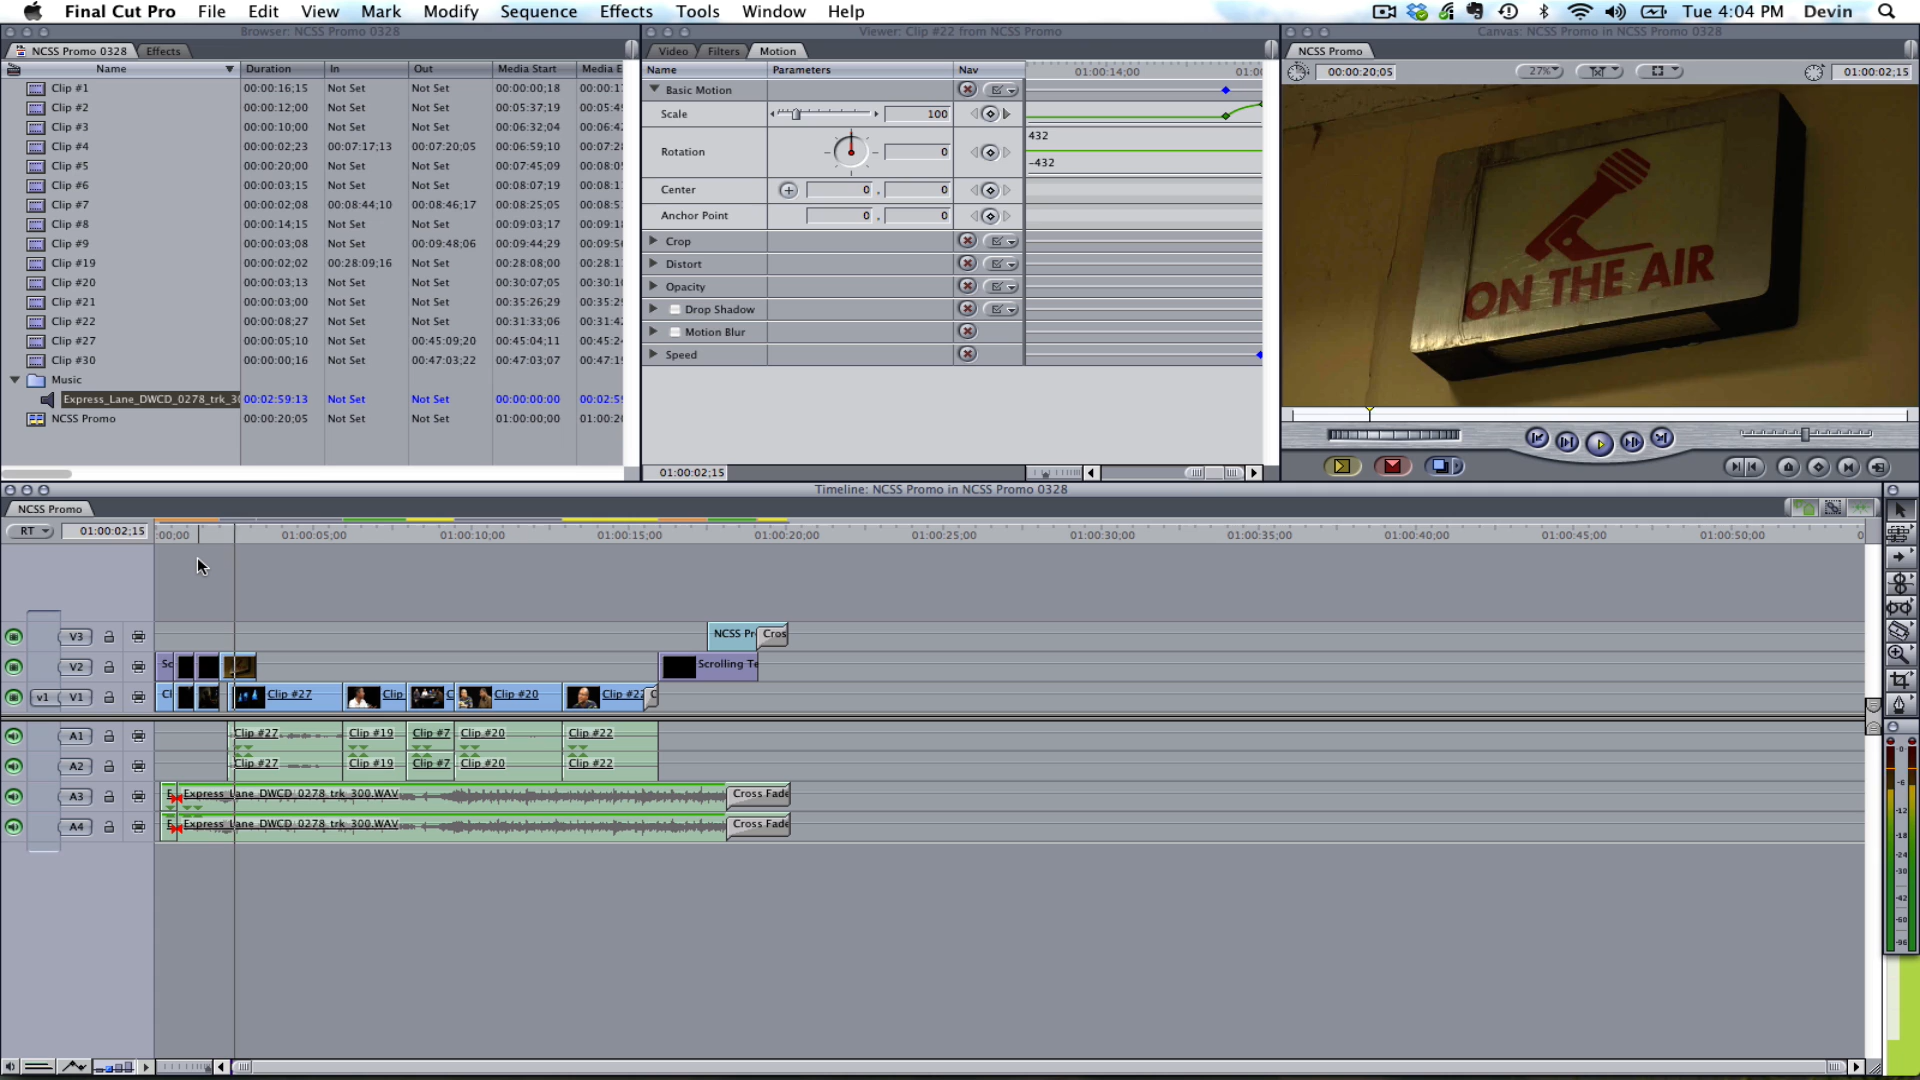 Final Cut Pro File Edit View Mark Modify Sequence Effects Tools Window Help Tue 4:04 PM Devin
Browser: NCSS Promo 0328
NCSS Promo 0328 Effects
Name Duration In Out Media Start Media E
Clip #1 00:00:16;15 Not Set Not Set 00:00:00;18 00:00:1
Clip #2 00:00:12;00 Not Set Not Set 00:05:37;19 00:05:4
Clip #3 00:00:10;00 Not Set Not Set 00:06:32;04 00:06:4
Clip #4 00:00:02;23 00:07:17;13 00:07:20;05 00:06:59;10 00:07:2
Clip #5 00:00:20;00 Not Set Not Set 00:07:45;09 00:08:0
Clip #6 00:00:03;15 Not Set Not Set 00:08:07;19 00:08:1
Clip #7 00:00:02;08 00:08:44;10 00:08:46;17 00:08:25;05 00:08:5
Clip #8 00:00:14;15 Not Set Not Set 00:09:03;17 00:09:1
Clip #9 00:00:03;08 Not Set 00:09:48;06 00:09:44;29 00:09:5
Clip #19 00:00:02;02 00:28:09;16 Not Set 00:28:08;00 00:28:1
Clip #20 00:00:03;13 Not Set Not Set 00:30:07;05 00:30:1
Clip #21 00:00:03;00 Not Set Not Set 00:35:26;29 00:35:2
Clip #22 00:00:08;27 Not Set Not Set 00:31:33;06 00:31:4
Clip #27 00:00:05;10 Not Set 00:45:09;20 00:45:04;11 00:45:2
Clip #30 00:00:00;16 Not Set 00:47:03;22 00:47:03;07 00:47:1
Music
Express_Lane_DWCD_0278_trk_30 00:02:59:13 Not Set Not Set 00:00:00:00 00:02:5
NCSS Promo 00:00:20;05 Not Set Not Set 01:00:00;00 01:00:2
Viewer: Clip #22 from NCSS Promo
Video Filters Motion
Name Parameters Nav 01:00:14;00 01:00
Basic Motion
Scale 100
Rotation 0 432
-432
Center 0 , 0
Anchor Point 0 , 0
Crop
Distort
Opacity
Drop Shadow
Motion Blur
Speed
01:00:02;15
Canvas: NCSS Promo in NCSS Promo 0328
NCSS Promo
00:00:20;05 27% 01:00:02;15
ON THE AIR
Timeline: NCSS Promo in NCSS Promo 0328
NCSS Promo
RT 01:00:02;15 :00;00 01:00:05;00 01:00:10;00 01:00:15;00 01:00:20;00 01:00:25;00 01:00:30;00 01:00:35;00 01:00:40;00 01:00:45;00 01:00:50;00 0
V3 NCSS Pr Cros
V2 Sc Scrolling Te
v1 V1 Cl Clip #27 Clip C Clip #20 Clip #22 C
A1 Clip #27 Clip #19 Clip #7 Clip #20 Clip #22
A2 Clip #27 Clip #19 Clip #7 Clip #20 Clip #22
A3 E Express_Lane_DWCD_0278_trk_300.WAV Cross Fade
A4 E Express_Lane_DWCD_0278_trk_300.WAV Cross Fade
0
-6
-12
-18
-24
-30
-42
-60
-96